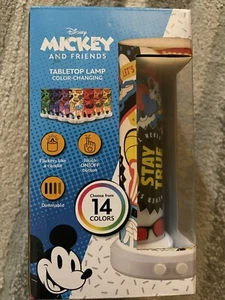 Disney
MICKEY
AND FRIENDS
TABLETOP LAMP
COLOR-CHANGING
Flickers like
a candle
Touch
ON/OFF
button
Dimmable
Choose from
14
COLORS
LET'S
STAY
TRUE